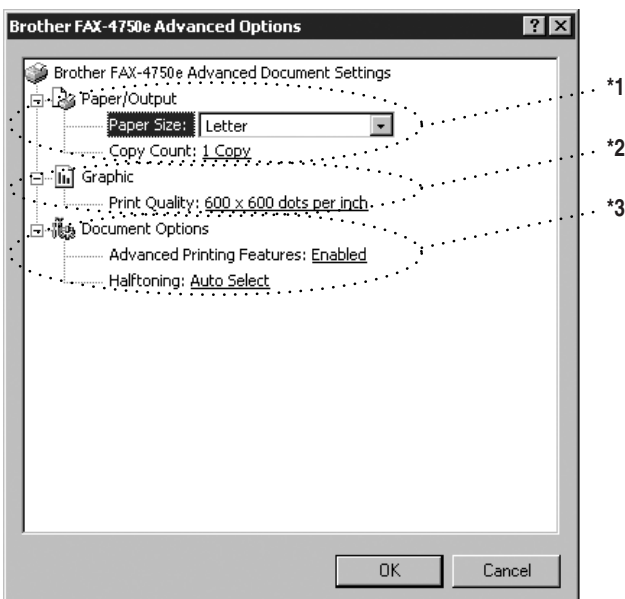 Brother FAX-4750e Advanced Options
Brother FAX-4750e Advanced Document Settings
Paper/Output
*1
Paper Size: Letter
Copy Count: 1 Copy
*2
Graphic
Print Quality: 600 x 600 dots per inch
*3
Document Options
Advanced Printing Features: Enabled
Halftoning: Auto Select
OK Cancel